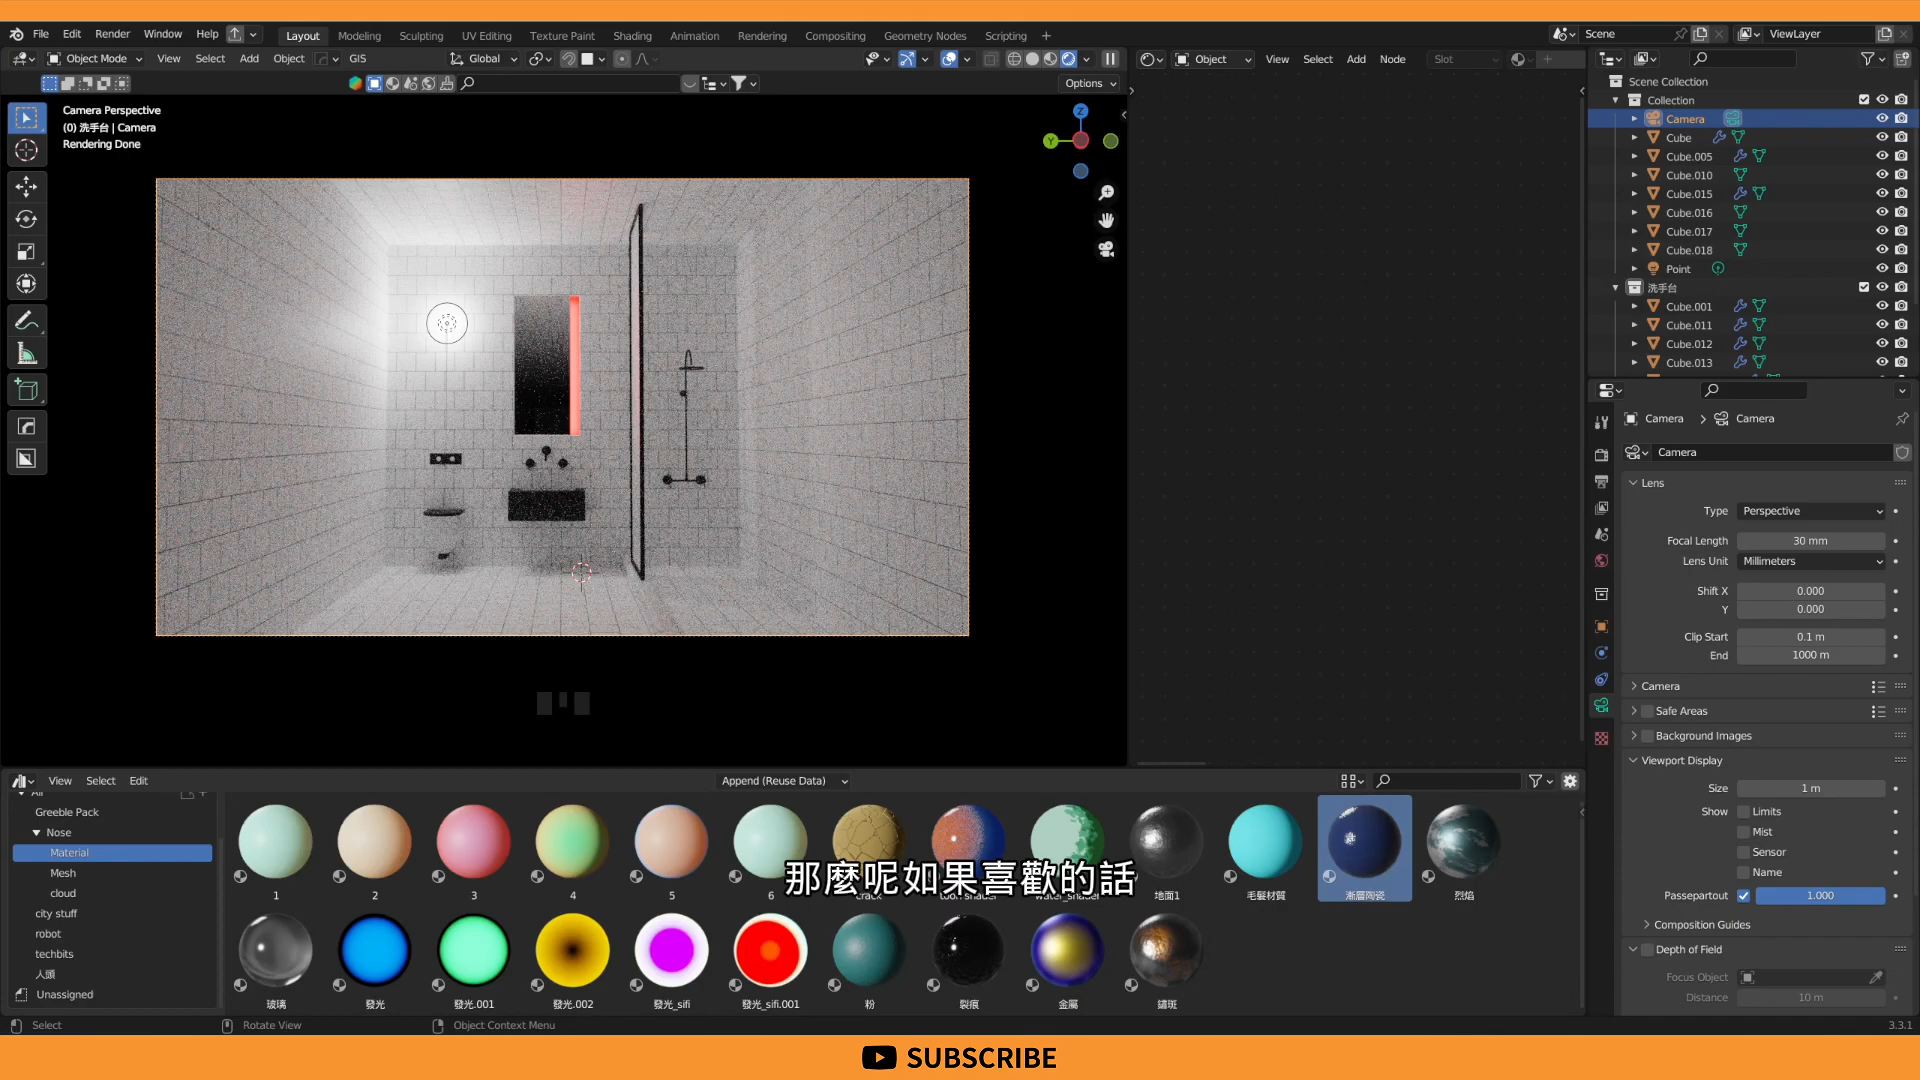 File Edit Render Window Help
Layout Modeling Sculpting UV Editing Texture Paint Shading Animation Rendering Compositing Geometry Nodes Scripting +
Scene
ViewLayer
Object Mode View Select Add Object GIS
Global
Object View Select Add Node Slot
Options
Camera Perspective
(0) 洗手台 | Camera
Rendering Done
Z
Y
Scene Collection
Collection
Camera
Cube
Cube.005
Cube.010
Cube.015
Cube.016
Cube.017
Cube.018
Point
洗手台
Cube.001
Cube.011
Cube.012
Cube.013
Camera > Camera
Camera
Lens
Type Perspective
Focal Length 30 mm
Lens Unit Millimeters
Shift X 0.000
Y 0.000
Clip Start 0.1 m
End 1000 m
Camera
Safe Areas
Background Images
Viewport Display
Size 1 m
Show Limits
Mist
Sensor
Name
Passepartout 1.000
Composition Guides
Depth of Field
Focus Object
Distance 10 m
View Select Edit
Append (Reuse Data)
All
Greeble Pack
Nose
Material
Mesh
cloud
city stuff
robot
techbits
人頭
Unassigned
1 2 3 4 5 6 crack toon shader water_shader 地面1 毛髮材質 漸層陶瓷 烈焰
那麼呢如果喜歡的話
玻璃 發光 發光.001 發光.002 發光_sifi 發光_sifi.001 粉 裂痕 金屬 鏽斑
Select Rotate View Object Context Menu
3.3.1
SUBSCRIBE